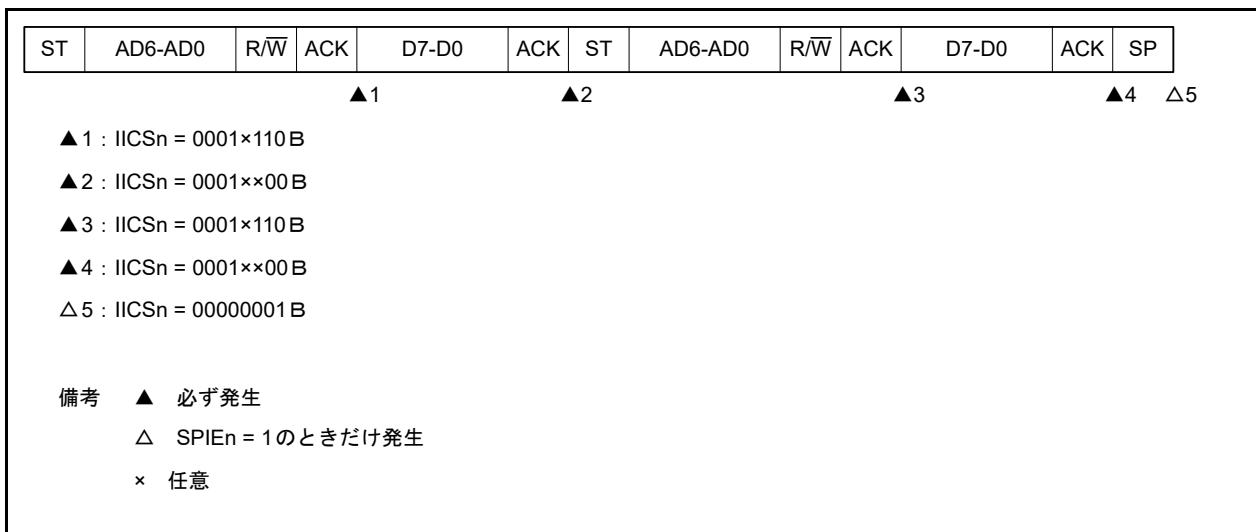 ST AD6-AD0 R/W̅ ACK D7-D0 ACK ST AD6-AD0 R/W̅ ACK D7-D0 ACK SP
▲1 ▲2 ▲3 ▲4 △5
▲1：IICSn = 0001×110B
▲2：IICSn = 0001××00B
▲3：IICSn = 0001×110B
▲4：IICSn = 0001××00B
△5：IICSn = 00000001B
備考 ▲ 必ず発生
△ SPIEn = 1のときだけ発生
× 任意